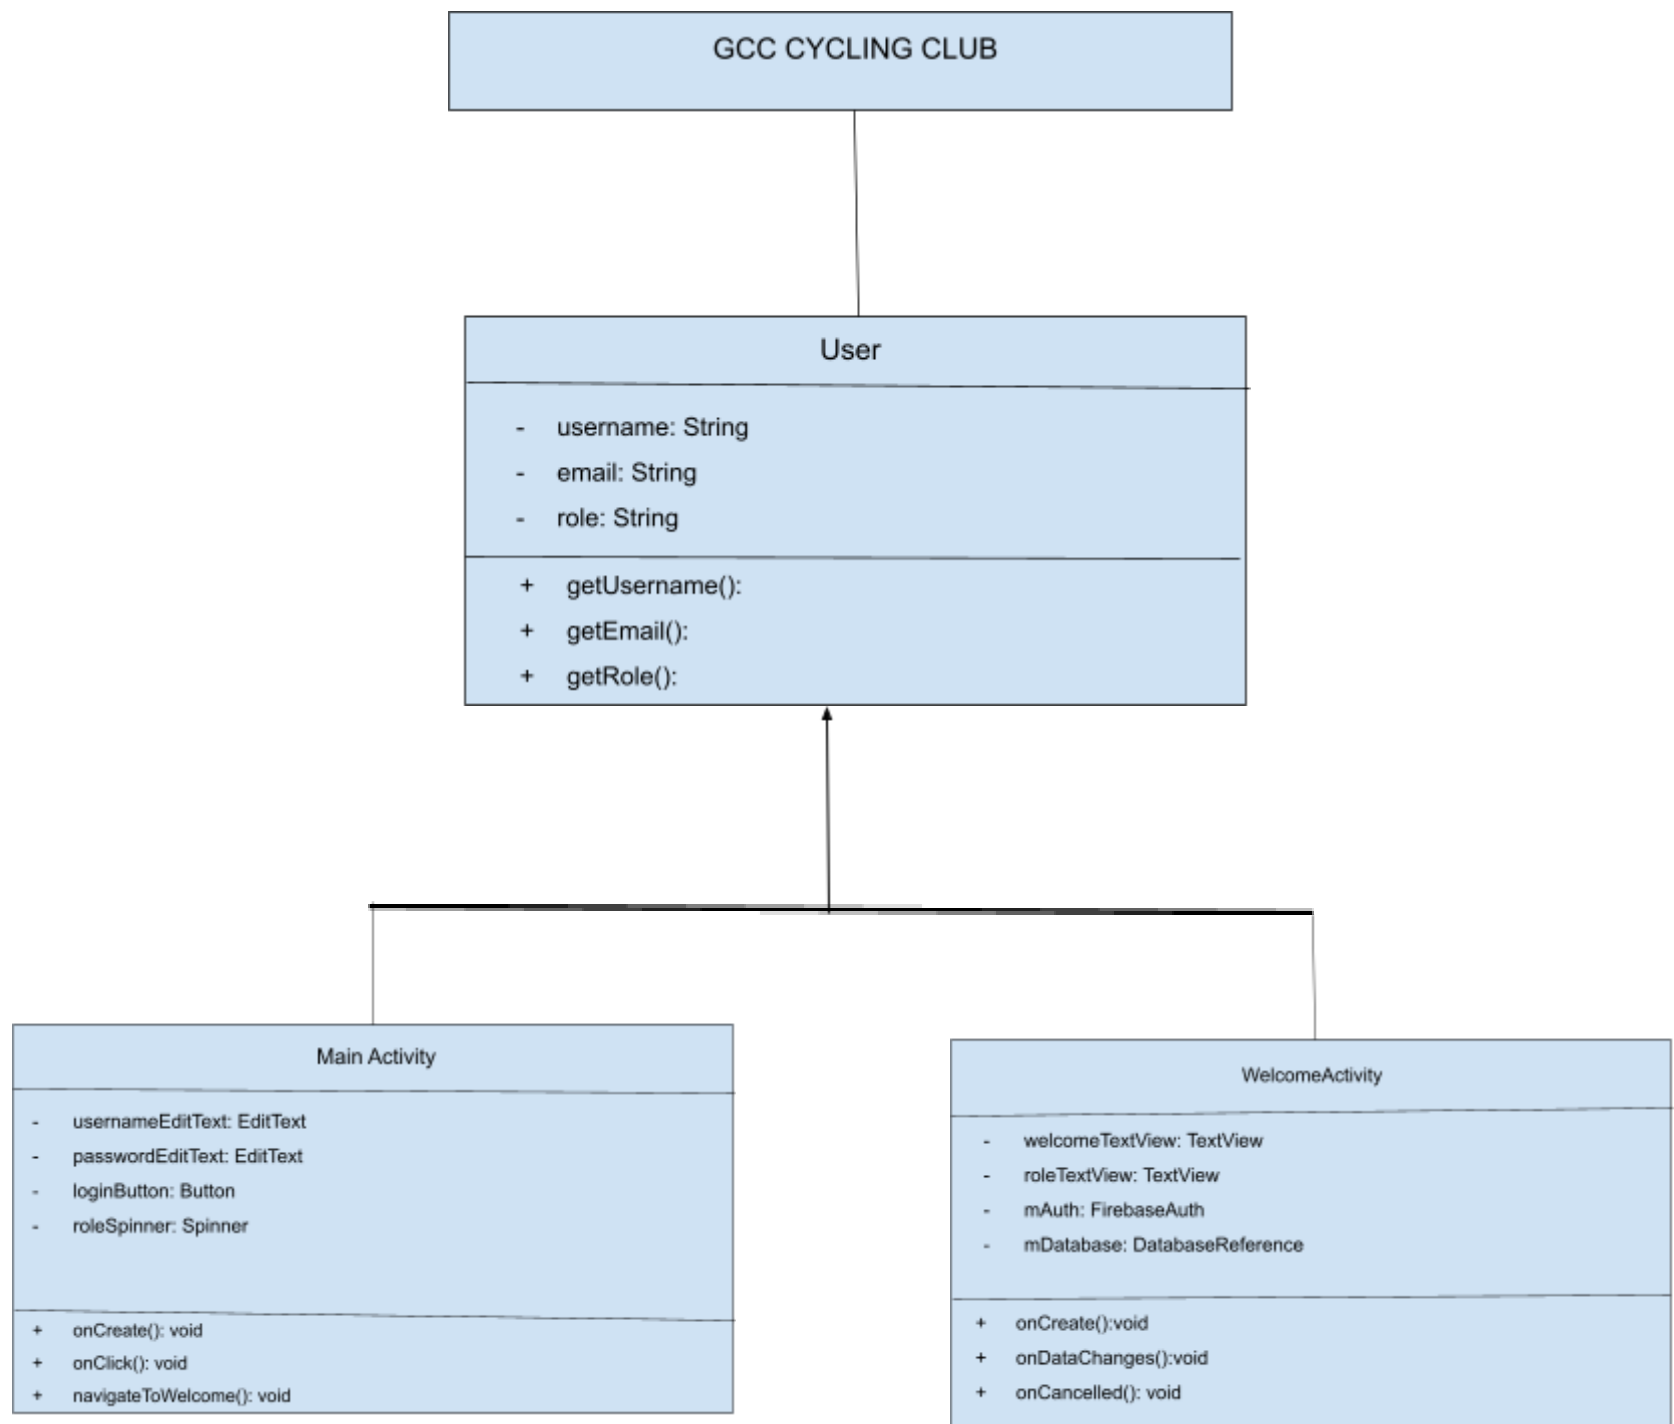 GCC CYCLING CLUB
User
- username: String
- email: String
- role: String
+ getUsername():
+ getEmail():
+ getRole():
Main Activity
- usernameEditText: EditText
- passwordEditText: EditText
- loginButton: Button
- roleSpinner: Spinner
+ onCreate(): void
+ onClick(): void
+ navigateToWelcome(): void
WelcomeActivity
- welcomeTextView: TextView
- roleTextView: TextView
- mAuth: FirebaseAuth
- mDatabase: DatabaseReference
+ onCreate():void
+ onDataChanges():void
+ onCancelled(): void